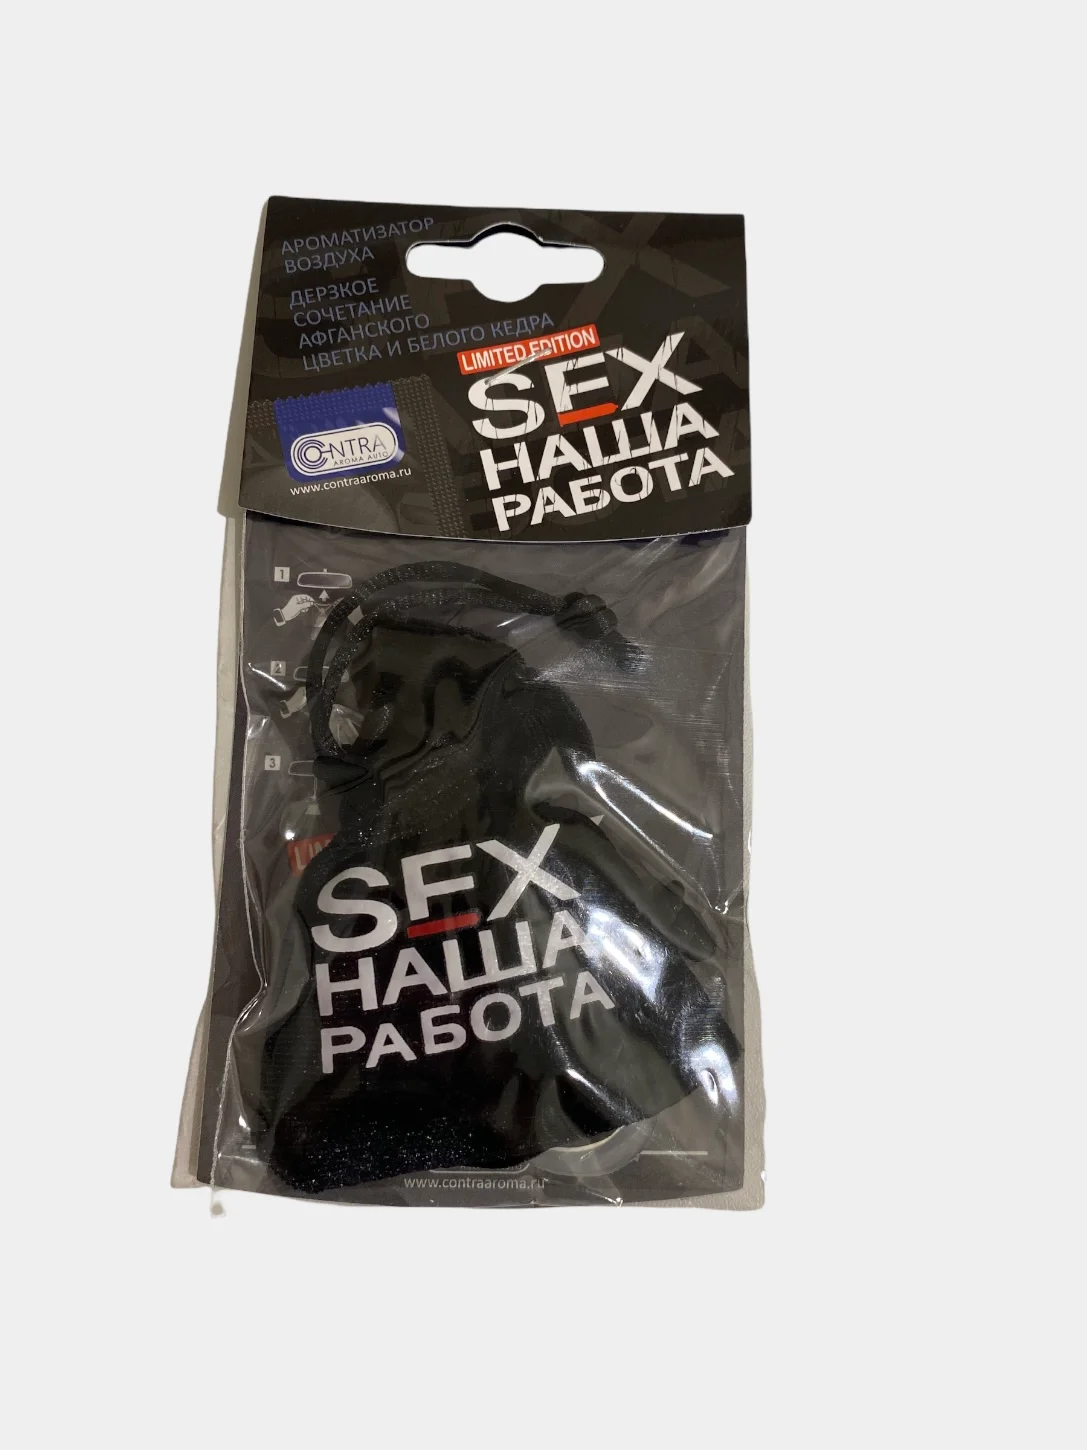 АРОМАТИЗАТОР
ВОЗДУХА
ДЕРЗКОЕ
СОЧЕТАНИЕ
АФГАНСКОГО
ЦВЕТКА И БЕЛОГО КЕДРА
LIMITED EDITION
SEX
НАША
РАБОТА
CONTRA
AROMA AUTO
www.contraaroma.ru
1
2
3
LIM
SEX
НАША
РАБОТА
www.contraaroma.ru